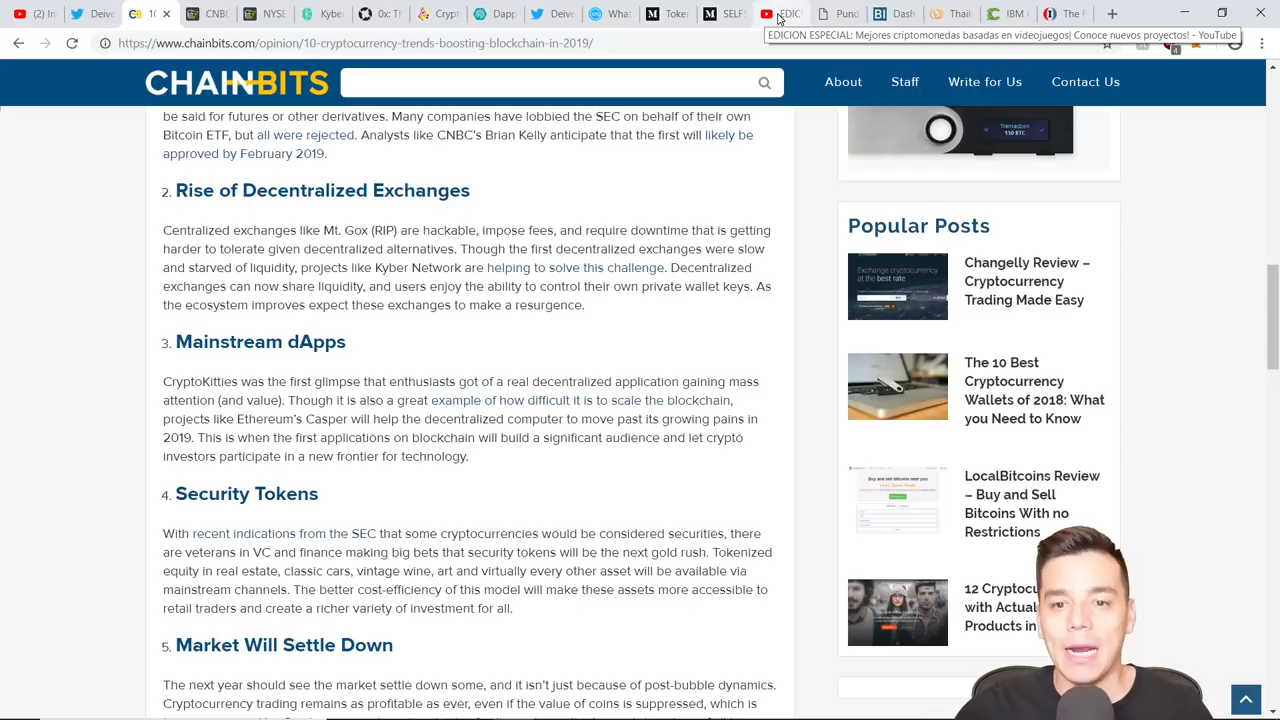 (2) In
Deive
10
CNBC
NYSE
Kybe
0x: T
Crypt
Dapp
Deive
What
Toke
SELF
EDICI
Pund
Dash
Thail
IBM
The F
EDICION ESPECIAL: Mejores criptomonedas basadas en videojuegos| Conoce nuevos proyectos! - YouTube
https://www.chainbits.com/opinion/10-cryptocurrency-trends-boosting-blockchain-in-2019/
4
CHAINBITS
About
Staff
Write for Us
Contact Us
be said for futures or other derivatives. Many companies have lobbied the SEC on behalf of their own
Bitcoin ETF, but all were rejected. Analysts like CNBC's Brian Kelly anticipate that the first will likely be
approved by February 2019.
2. Rise of Decentralized Exchanges
Centralized exchanges like Mt. Gox (RIP) are hackable, impose fees, and require downtime that is getting
harder to tolerate given decentralized alternatives. Though the first decentralized exchanges were slow
and starved of liquidity, projects like Kyber Network are helping to solve this challenge. Decentralized
can now share liquidity, and users enjoy the ability to control their own private wallet keys. As
improves expect these exchanges to make a resurgence.
3. Mainstream dApps
CryptoKitties was the first glimpse that enthusiasts got of a real decentralized application gaining mass
adoption (and value). Though it is also a great example of how difficult it is to scale the blockchain,
projects like Ethereum's Casper will help the decentralized computer to move past its growing pains in
2019. This is when the first applications on blockchain will build a significant audience and let crypto
investors participate in a new frontier for technology.
4. Security Tokens
With recent indications from the SEC that some cryptocurrencies would be considered securities, there
are veterans in VC and finance making big bets that security tokens will be the next gold rush. Tokenized
equity in real estate, classic cars, vintage wine, art and virtually every other asset will be available via
mainstream channels. The better cost-efficiency of this model will make these assets more accessible to
retail traders and create a richer variety of investment for all.
5. Market Will Settle Down
The next year should see the market settle down some, and it isn't just because of post-bubble dynamics.
Cryptocurrency trading remains as profitable as ever, even if the value of coins is suppressed, which is
Transaction
150 BTC
Popular Posts
Changelly Review –
Cryptocurrency
Trading Made Easy
The 10 Best
Cryptocurrency
Wallets of 2018: What
you Need to Know
LocalBitcoins Review
– Buy and Sell
Bitcoins With no
Restrictions
12 Cryptocu
with Actual
Products in